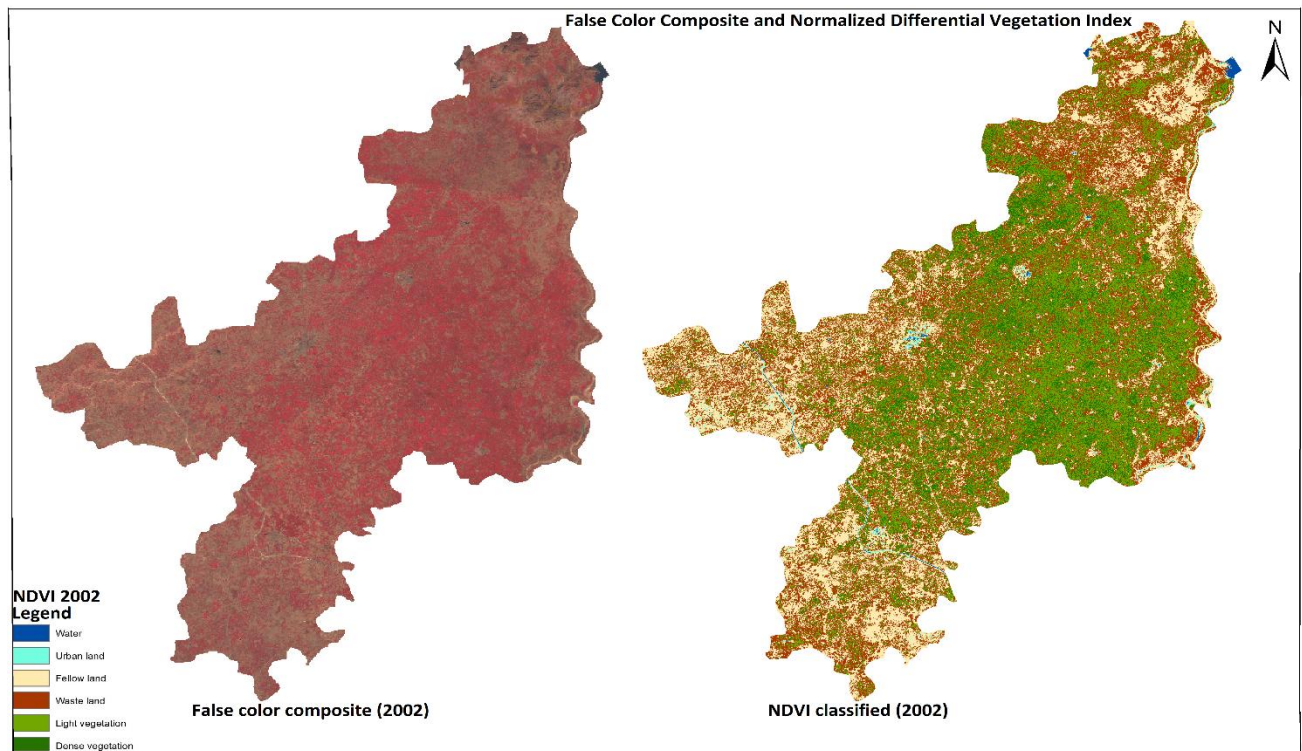 False Color Composite and Normalized Differential Vegetation Index
N
NDVI 2002
Legend
Water
Urban land
Fellow land
Waste land
Light vegetation
Dense vegetation
False color composite (2002)
NDVI classified (2002)